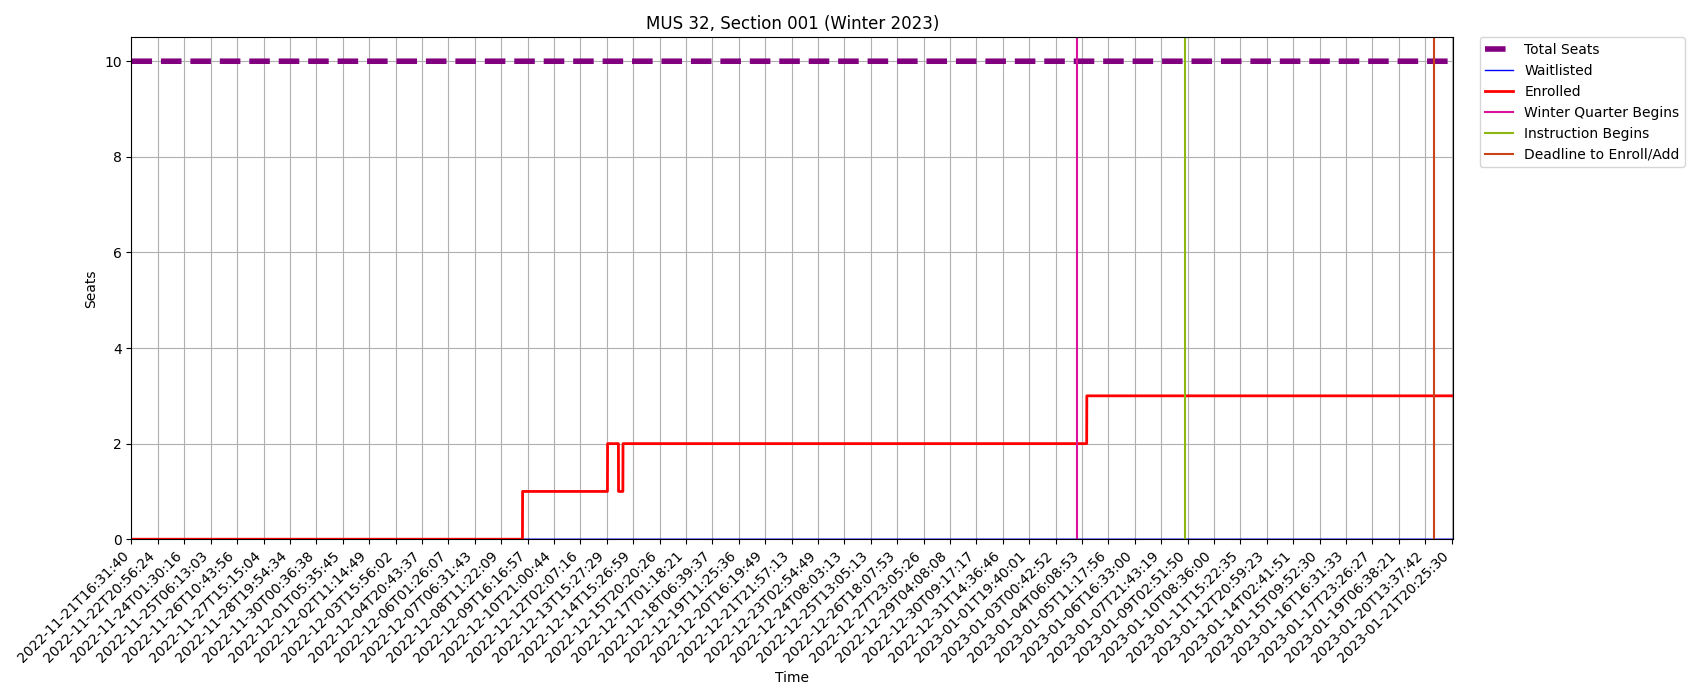 MUS 32, Section 001 (Winter 2023)
Total Seats
Waitlisted
Enrolled
Winter Quarter Begins
Instruction Begins
Deadline to Enroll/Add
10
8
6
4
2
0
Seats
2022-11-21T16:31:40
2022-11-22T20:56:24
2022-11-24T01:30:16
2022-11-25T06:13:03
2022-11-26T10:43:56
2022-11-27T15:15:04
2022-11-28T19:54:34
2022-11-30T00:36:38
2022-12-01T05:35:45
2022-12-02T11:14:49
2022-12-03T15:56:02
2022-12-04T20:43:37
2022-12-06T01:26:07
2022-12-07T06:31:43
2022-12-08T11:22:09
2022-12-09T16:16:57
2022-12-10T21:00:44
2022-12-12T02:07:16
2022-12-13T15:27:29
2022-12-14T15:26:59
2022-12-15T20:20:26
2022-12-17T01:18:21
2022-12-18T06:39:37
2022-12-19T11:25:36
2022-12-20T16:19:49
2022-12-21T21:57:13
2022-12-23T02:54:49
2022-12-24T08:03:13
2022-12-25T13:05:13
2022-12-26T18:07:53
2022-12-27T23:05:26
2022-12-29T04:08:08
2022-12-30T09:17:17
2022-12-31T14:36:46
2023-01-01T19:40:01
2023-01-03T00:42:52
2023-01-04T06:08:53
2023-01-05T11:17:56
2023-01-06T16:33:00
2023-01-07T21:43:19
2023-01-09T02:51:50
2023-01-10T08:36:00
2023-01-11T15:22:35
2023-01-12T20:59:23
2023-01-14T02:41:51
2023-01-15T09:52:30
2023-01-16T16:31:33
2023-01-17T23:26:27
2023-01-19T06:38:21
2023-01-20T13:37:42
2023-01-21T20:25:30
Time